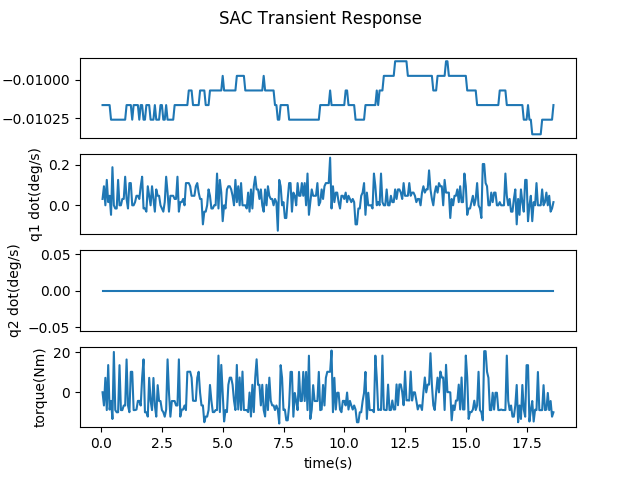 SAC Transient Response
−0.01000
−0.01025
q1 dot(deg/s)
0.2
0.0
q2 dot(deg/s)
0.05
0.00
−0.05
torque(Nm)
20
0
0.0 2.5 5.0 7.5 10.0 12.5 15.0 17.5
time(s)